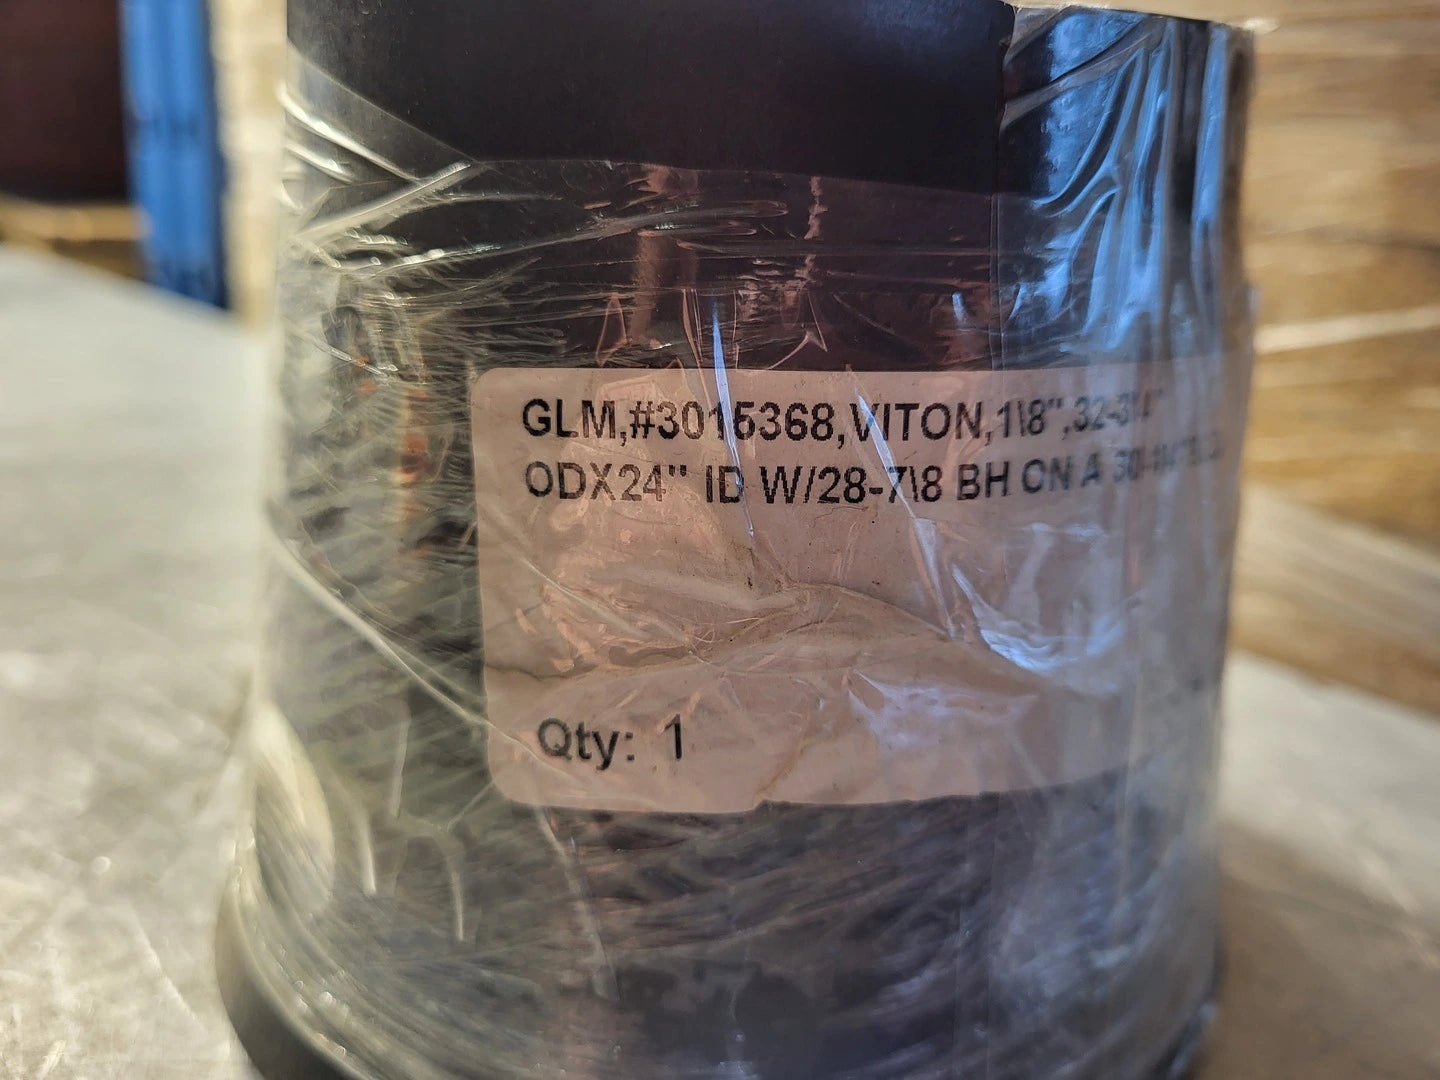 GLM,#3015368,VITON,1\8",32-3\4"
ODX24" ID W/28-7\8 BH ON A
Qty: 1